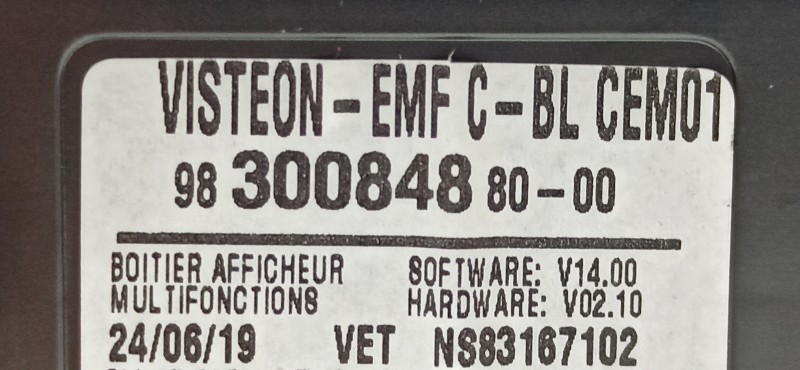 VISTEON-EMF C-BL CEM01
98 300848 80-00
BOITIER AFFICHEUR SOFTWARE: V14.00
MULTIFONCTIONS HARDWARE: V02.10
24/06/19 VET NS83167102